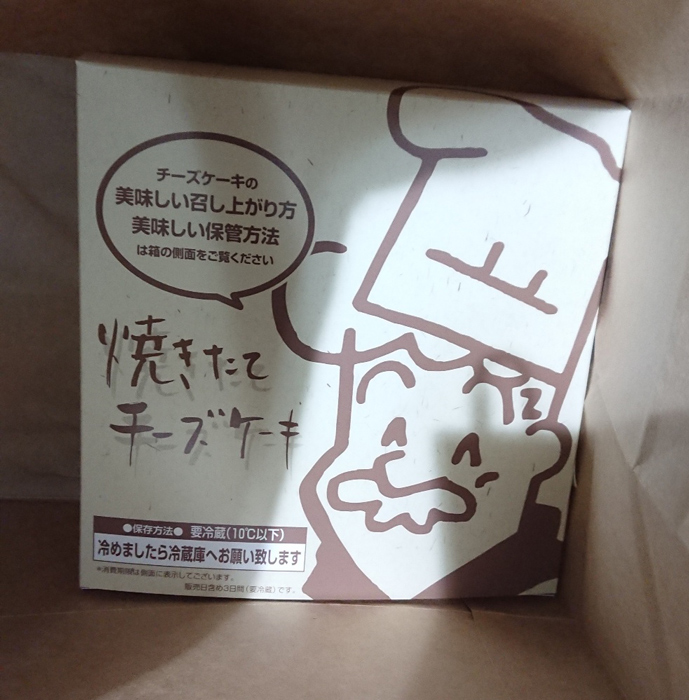 チーズケーキの
美味しい召し上がり方
美味しい保管方法
は箱の側面をご覧ください
焼きたて
チーズケーキ
●保存方法● 要冷蔵(10℃以下)
冷めましたら冷蔵庫へお願い致します
*消費期限は側面に表示してございます。
販売日含め3日間(要冷蔵)です。